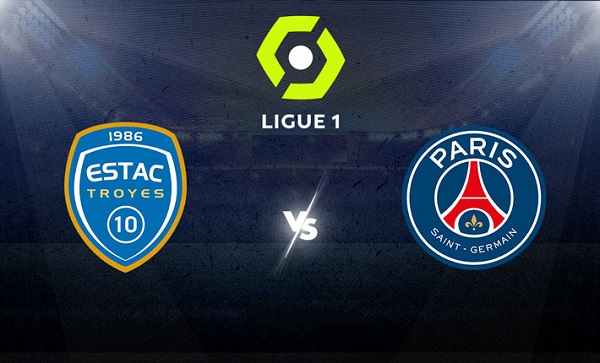 LIGUE 1
1986
ESTAC
TROYES
10
VS
PARIS
SAINT - GERMAIN